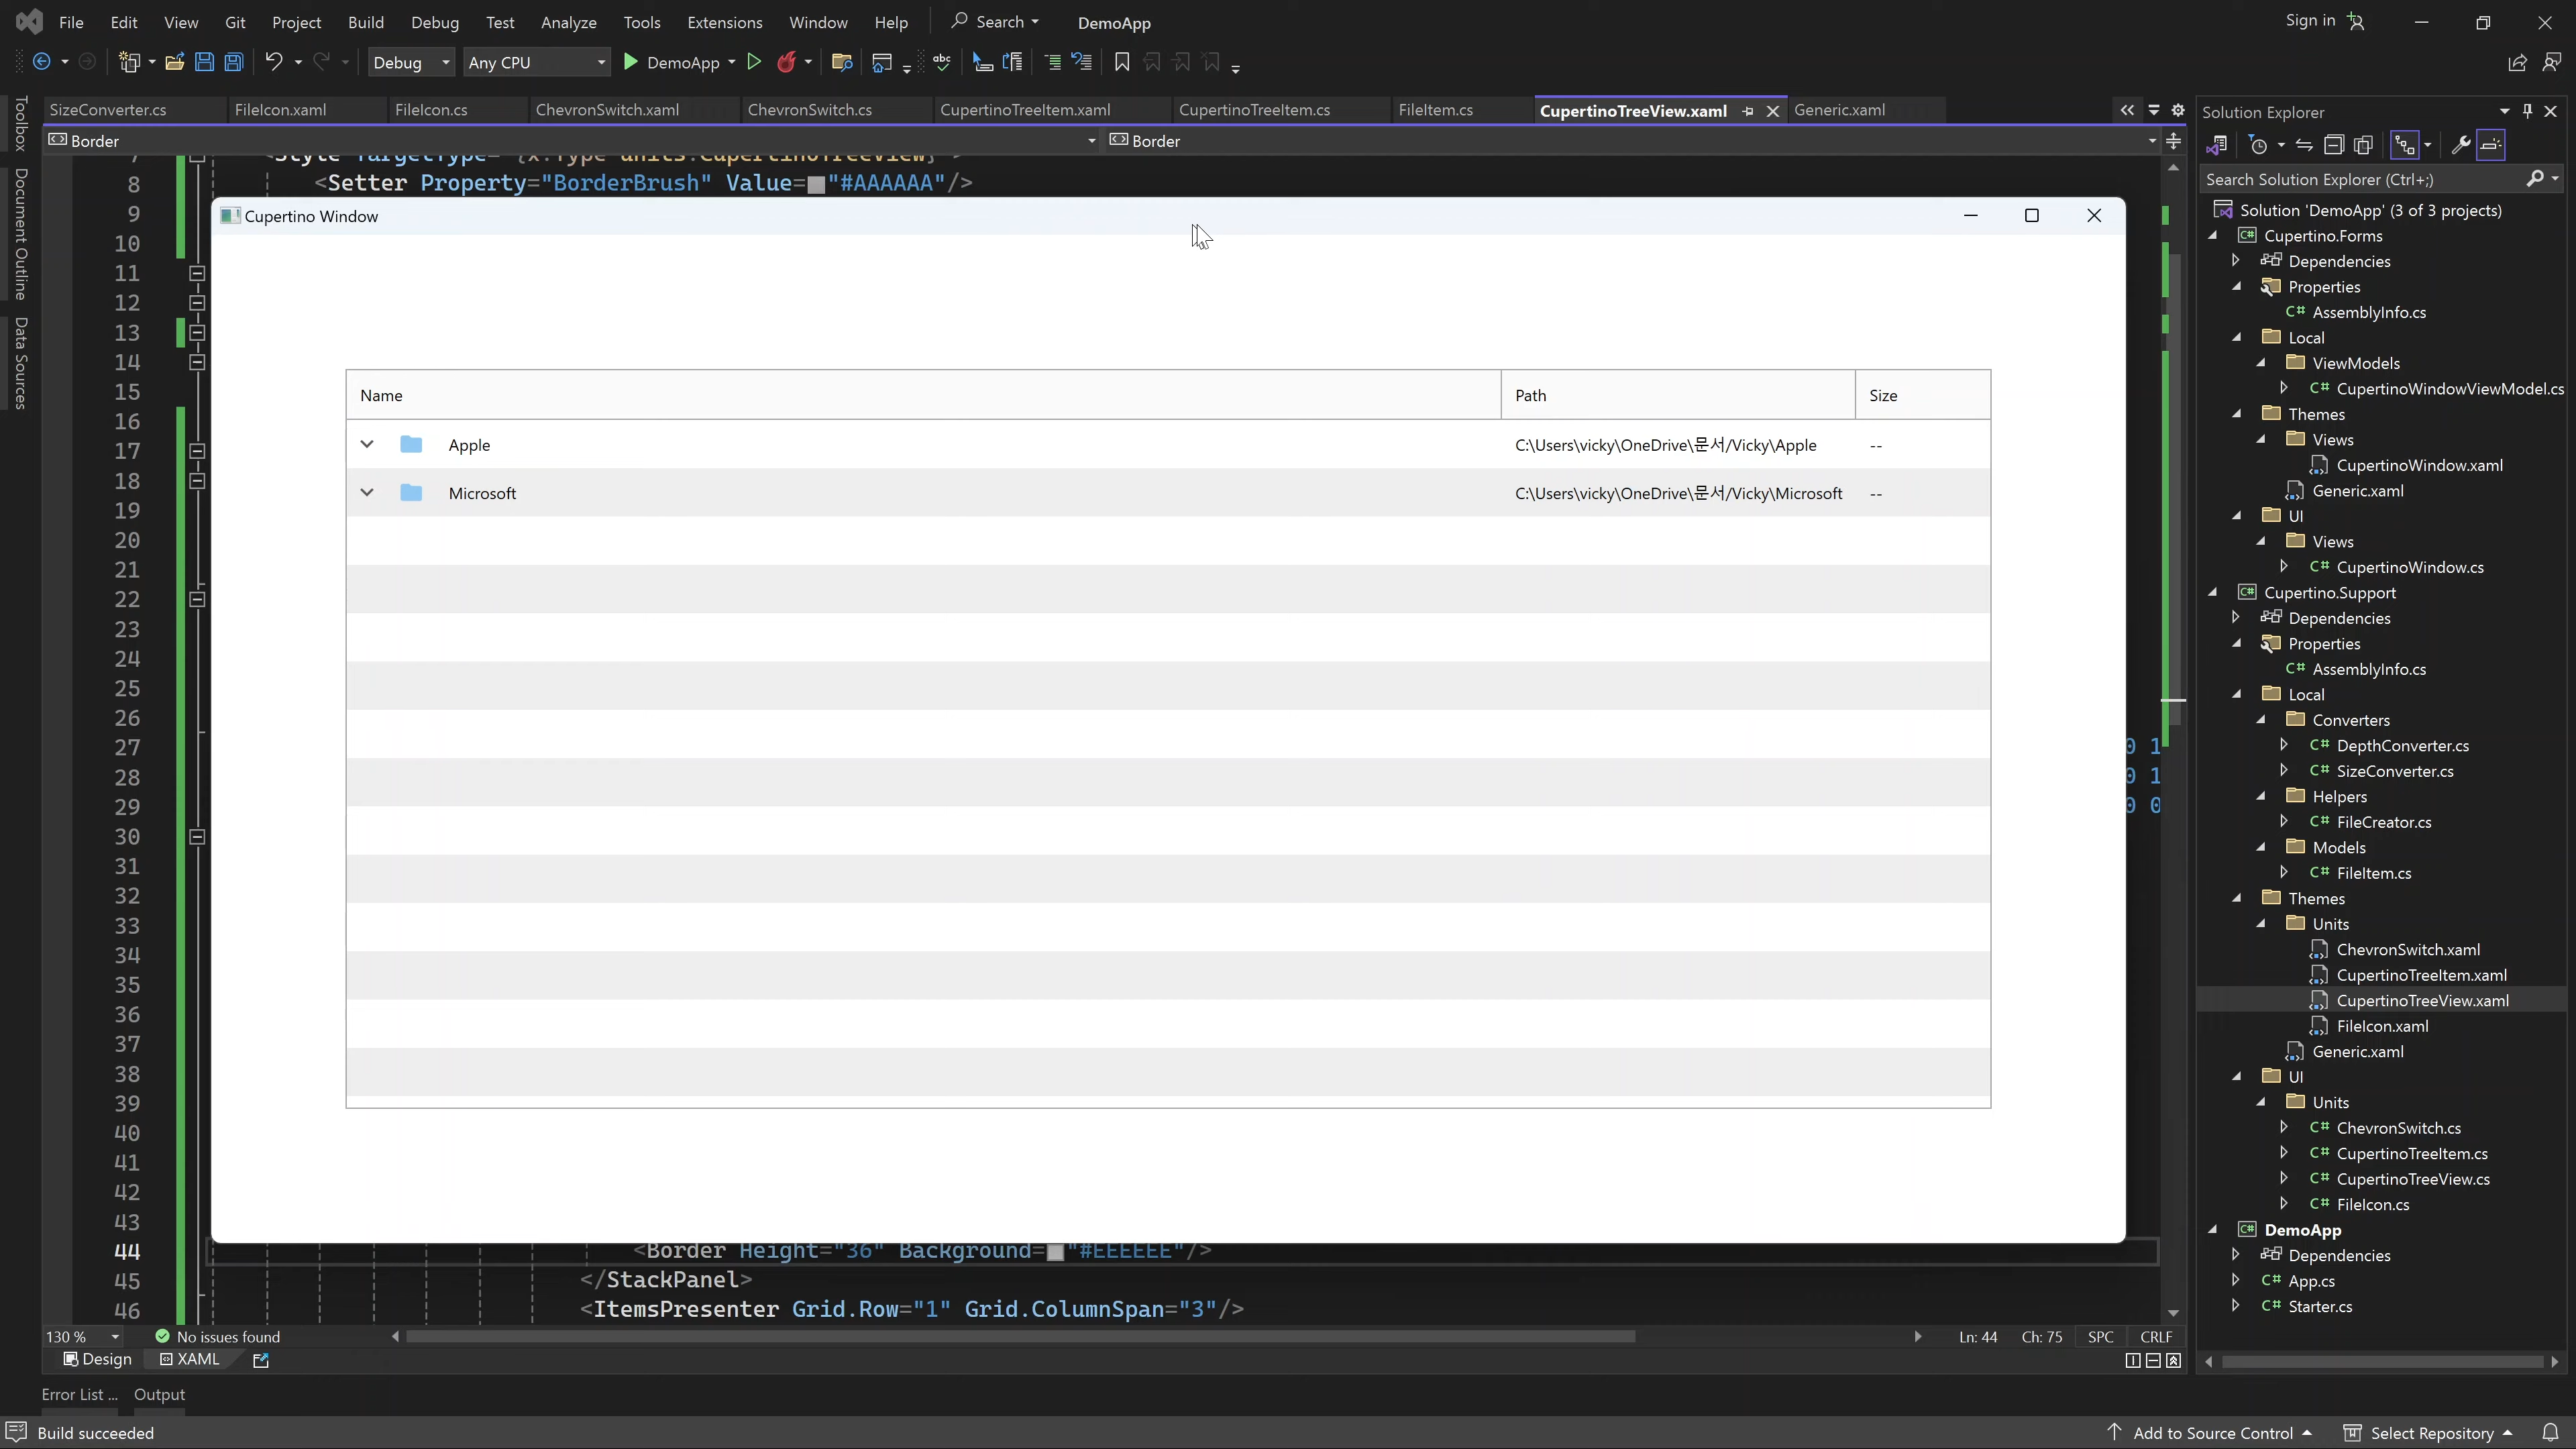 File Edit View Git Project Build Debug Test Analyze Tools Extensions Window Help Search DemoApp Sign in
Debug Any CPU DemoApp
Toolbox
Document Outline
Data Sources
SizeConverter.cs FileIcon.xaml FileIcon.cs ChevronSwitch.xaml ChevronSwitch.cs CupertinoTreeItem.xaml CupertinoTreeItem.cs FileItem.cs CupertinoTreeView.xaml Generic.xaml
Border Border
8 <Setter Property="BorderBrush" Value="#AAAAAA"/>
9
10
11
12
13
14
15
16
17
18
19
20
21
22
23
24
25
26
27
28
29
30
31
32
33
34
35
36
37
38
39
40
41
42
43
44 <Border Height="36" Background="#EEEEEE"/>
45 </StackPanel>
46 <ItemsPresenter Grid.Row="1" Grid.ColumnSpan="3"/>
0 1
0 1
0 0
Cupertino Window
Name Path Size
Apple C:\Users\vicky\OneDrive\문서/Vicky\Apple --
Microsoft C:\Users\vicky\OneDrive\문서/Vicky\Microsoft --
130 % No issues found Ln: 44 Ch: 75 SPC CRLF
Design XAML
Error List ... Output
Build succeeded Add to Source Control Select Repository
Solution Explorer
Search Solution Explorer (Ctrl+;)
Solution 'DemoApp' (3 of 3 projects)
Cupertino.Forms
Dependencies
Properties
AssemblyInfo.cs
Local
ViewModels
CupertinoWindowViewModel.cs
Themes
Views
CupertinoWindow.xaml
Generic.xaml
UI
Views
CupertinoWindow.cs
Cupertino.Support
Dependencies
Properties
AssemblyInfo.cs
Local
Converters
DepthConverter.cs
SizeConverter.cs
Helpers
FileCreator.cs
Models
FileItem.cs
Themes
Units
ChevronSwitch.xaml
CupertinoTreeItem.xaml
CupertinoTreeView.xaml
FileIcon.xaml
Generic.xaml
UI
Units
ChevronSwitch.cs
CupertinoTreeItem.cs
CupertinoTreeView.cs
FileIcon.cs
DemoApp
Dependencies
App.cs
Starter.cs